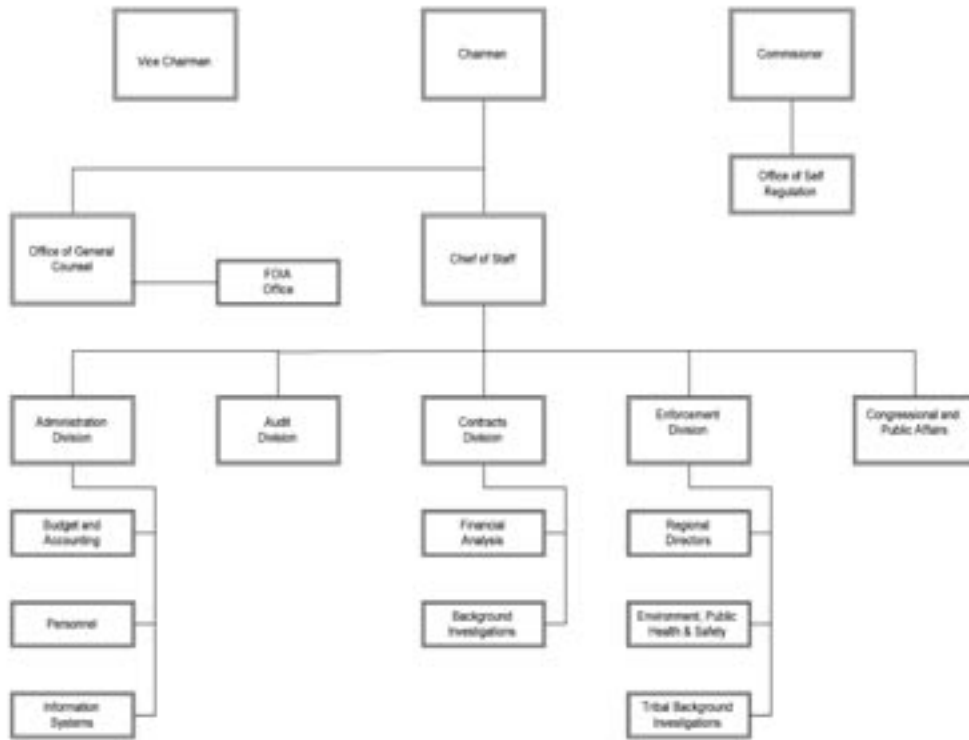 Vice Chairman
Chairman
Commisioner
Office of Self
Regulation
Office of General
Counsel
FOIA
Office
Chief of Staff
Administration
Division
Audit
Division
Contracts
Division
Enforcement
Division
Congressional and
Public Affairs
Budget and
Accounting
Financial
Analysis
Regional
Directors
Personnel
Background
Investigations
Environment, Public
Health & Safety
Information
Systems
Tribal Background
Investigations